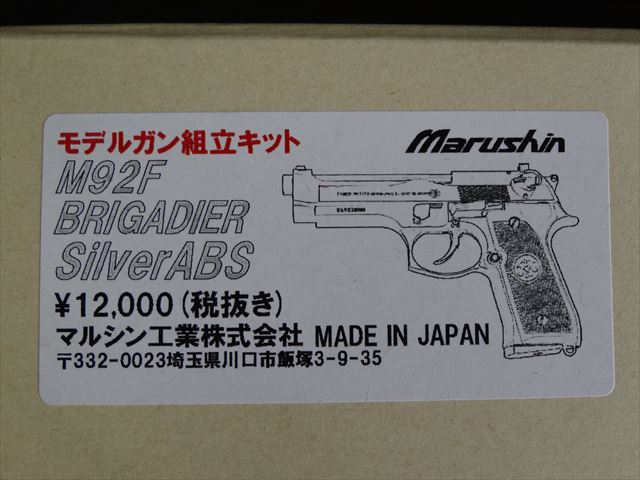 モデルガン組立キット
Marushin
M92F
BRIGADIER
SilverABS
¥12,000(税抜き)
マルシン工業株式会社 MADE IN JAPAN
〒332-0023埼玉県川口市飯塚3-9-35